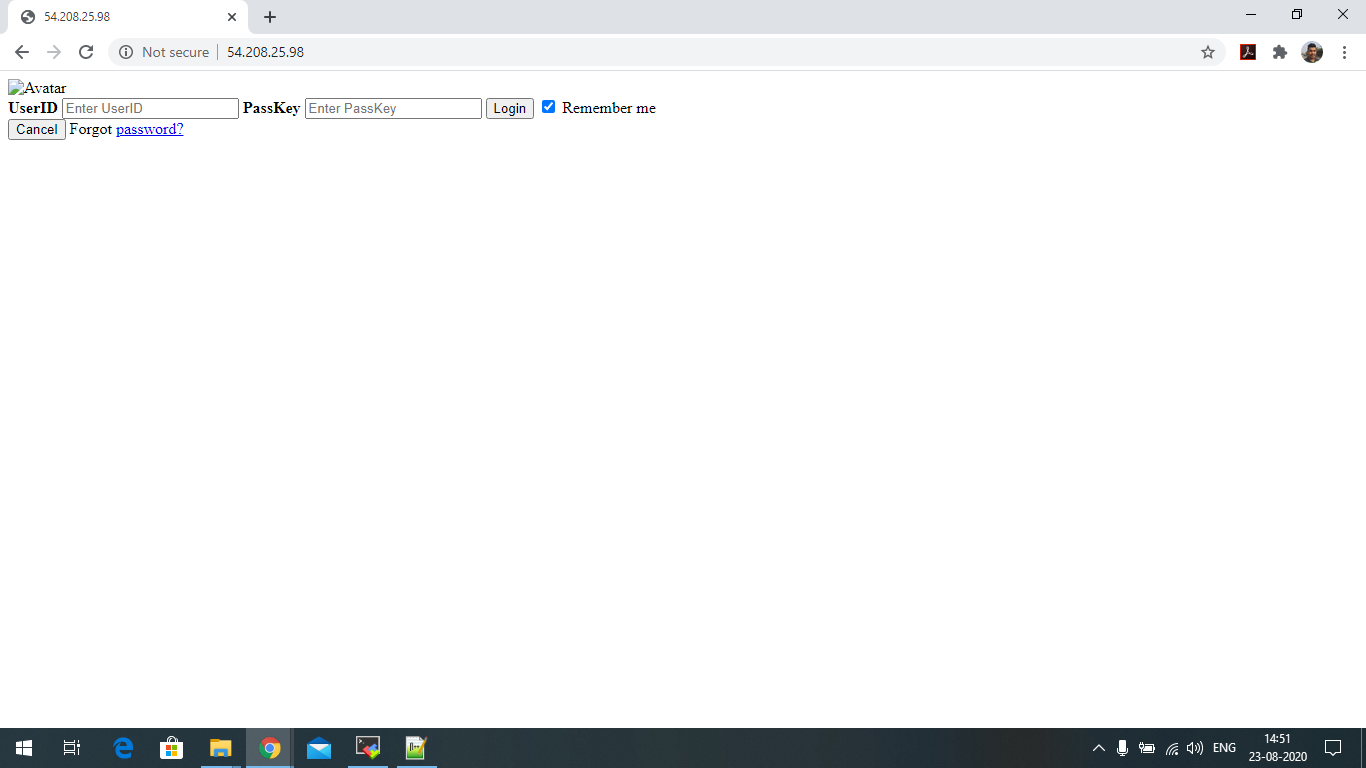 54.208.25.98
Not secure 54.208.25.98
Avatar
UserID Enter UserID PassKey Enter PassKey Login Remember me
Cancel Forgot password?
ENG 14:51
23-08-2020